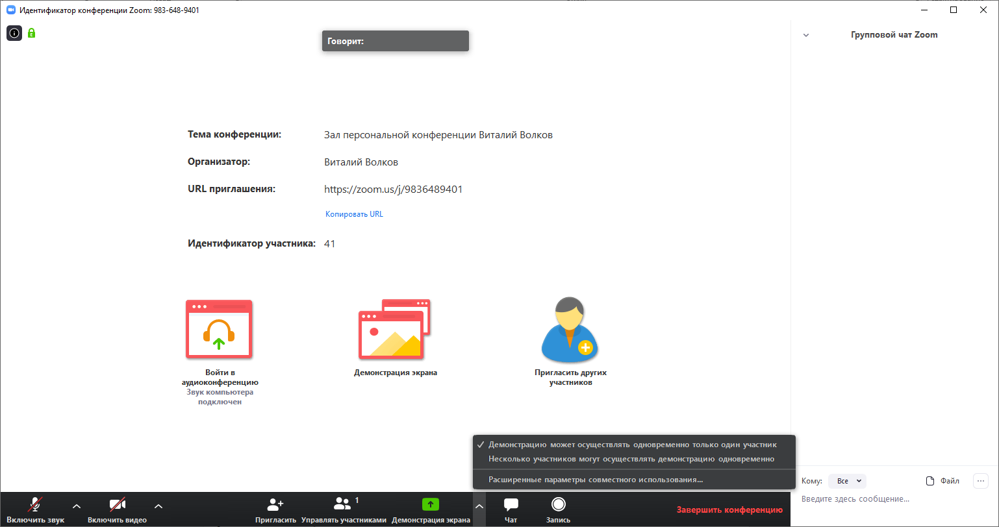 Идентификатор конференции Zoom: 983-648-9401
Говорит:
Групповой чат Zoom
Тема конференции: Зал персональной конференции Виталий Волков
Организатор: Виталий Волков
URL приглашения: https://zoom.us/j/9836489401
Копировать URL
Идентификатор участника: 41
Войти в
аудиоконференцию
Звук компьютера
подключен
Демонстрация экрана
Пригласить других
участников
Демонстрацию может осуществлять одновременно только один участник
Несколько участников могут осуществлять демонстрацию одновременно
Расширенные параметры совместного использования...
Кому: Все Файл
Введите здесь сообщение...
Включить звук
Включить видео
Пригласить
Управлять участниками
1
Демонстрация экрана
Чат
Запись
Завершить конференцию